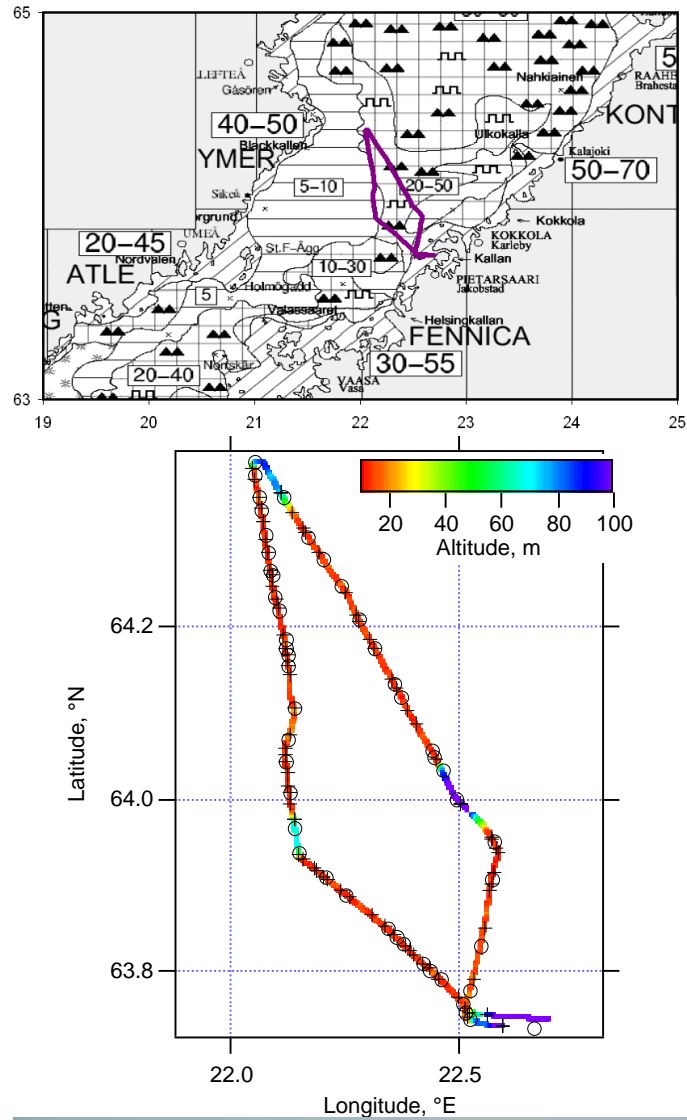 65
LEFTEÅ
Gåsören
40–50
Blackkallen
YMER
Nahkiainen
5
RAAHE
Brahesta
KONT
Ulkokalla
Kalajoki
50–70
5–10
20–50
Sikeå
UMEÅ
20–45
Nordvalen
ATLE
St.F–Ägg
Kokkola
KOKKOLA
Karleby
Kallan
10–30
PIETARSAARI
Jakobstad
5
Holmögadd
Valassaaret
Helsingkallan
FENNICA
G
Norrskär
20–40
30–55
VAASA
Vasa
63
19 20 21 22 23 24 25
20 40 60 80 100
Altitude, m
64.2
64.0
63.8
Latitude, °N
22.0 22.5
Longitude, °E